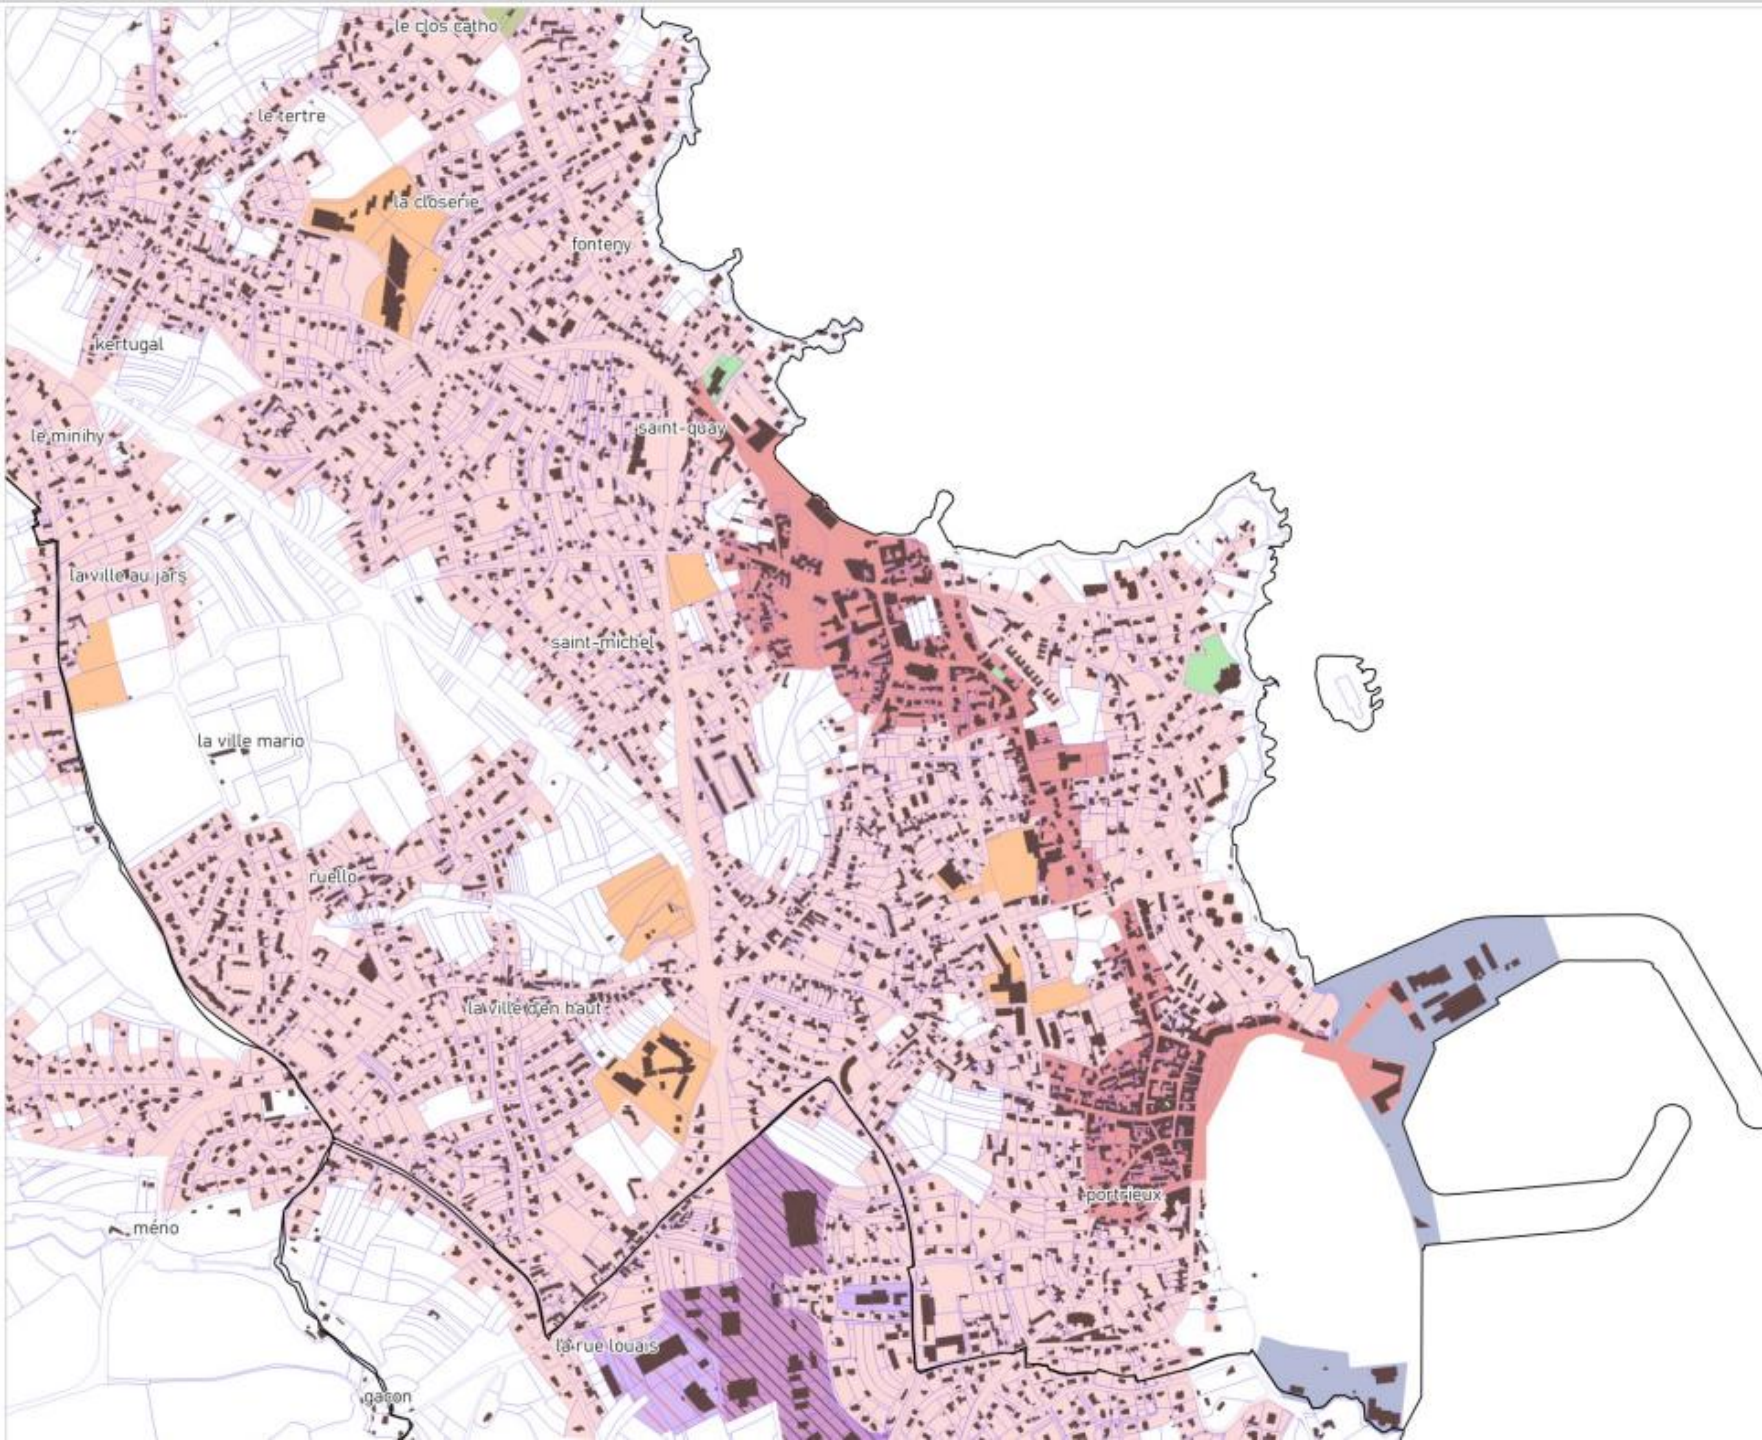 le clos catho
le tertre
la closerie
fonteny
kertugal
saint-quay
le minihy
la ville au jars
saint-michel
la ville mario
ruello
la ville d'en haut
portrieux
méno
la rue louais
gacon